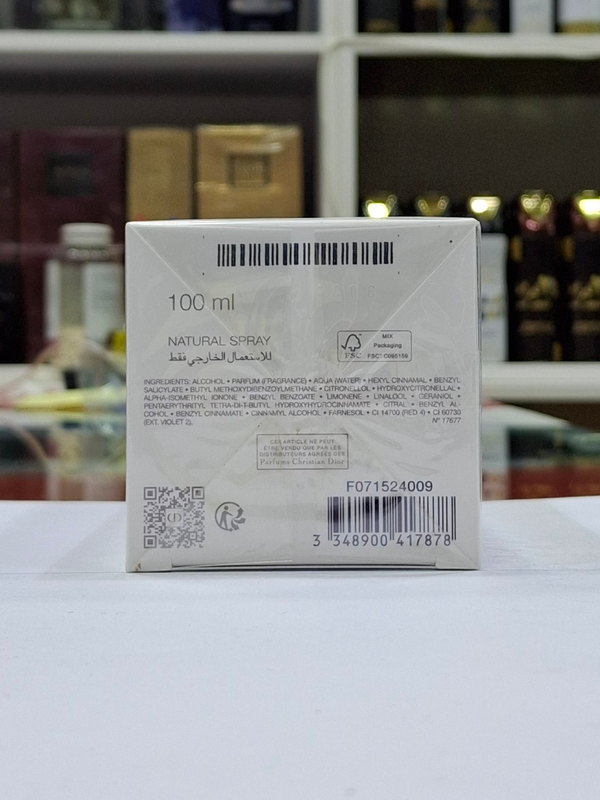 100 ml
NATURAL SPRAY
للاستعمال الخارجي فقط
FSC
MIX
Packaging
FSC® C095159
INGREDIENTS: ALCOHOL • PARFUM (FRAGRANCE) • AQUA (WATER) • HEXYL CINNAMAL • BENZYL
SALICYLATE • BUTYL METHOXYDIBENZOYLMETHANE • CITRONELLOL • HYDROXYCITRONELLAL •
ALPHA-ISOMETHYL IONONE • BENZYL BENZOATE • LIMONENE • LINALOOL • GERANIOL •
PENTAERYTHRITYL TETRA-DI-T-BUTYL HYDROXYHYDROCINNAMATE • CITRAL • BENZYL AL-
COHOL • BENZYL CINNAMATE • CINNAMYL ALCOHOL • FARNESOL • CI 14700 (RED 4) • CI 60730
(EXT. VIOLET 2).
N° 17677
CET ARTICLE NE PEUT
ÊTRE VENDU QUE PAR LES
DISTRIBUTEURS AGRÉÉS DES
Parfums Christian Dior
F071524009
3 348900 417878